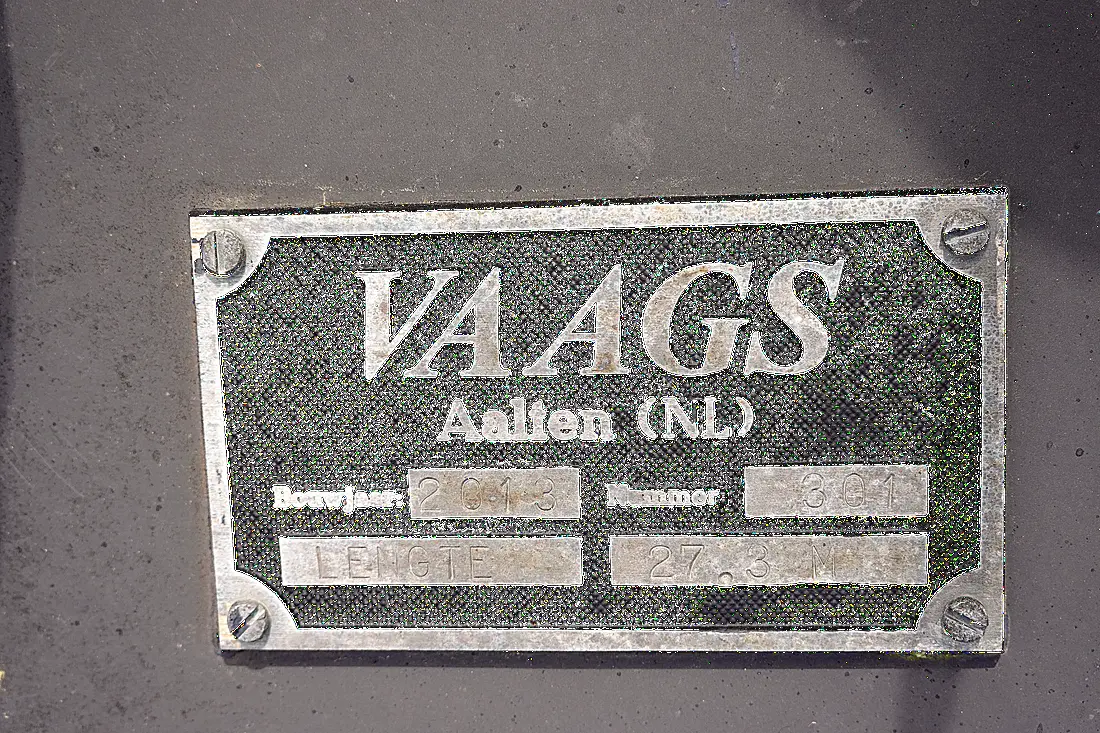 VAAGS
Aalten (NL)
Bouwjaar: 2013 Nummer 301
LENGTE 27.3 M